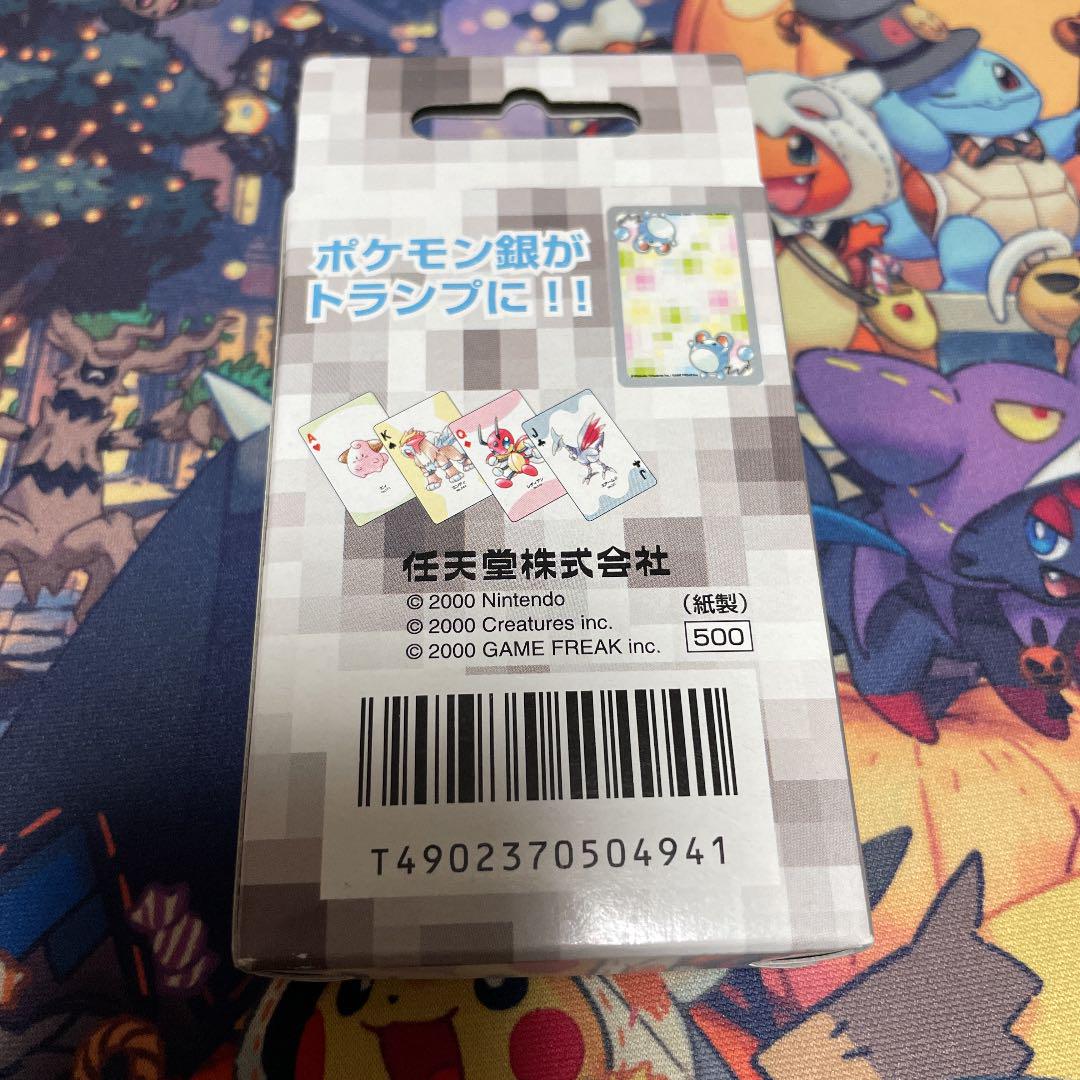 ポケモン銀が
トランプに!!
A
K
Q
J
J
任天堂株式会社
© 2000 Nintendo
(紙製)
© 2000 Creatures inc.
500
© 2000 GAME FREAK inc.
T4902370504941